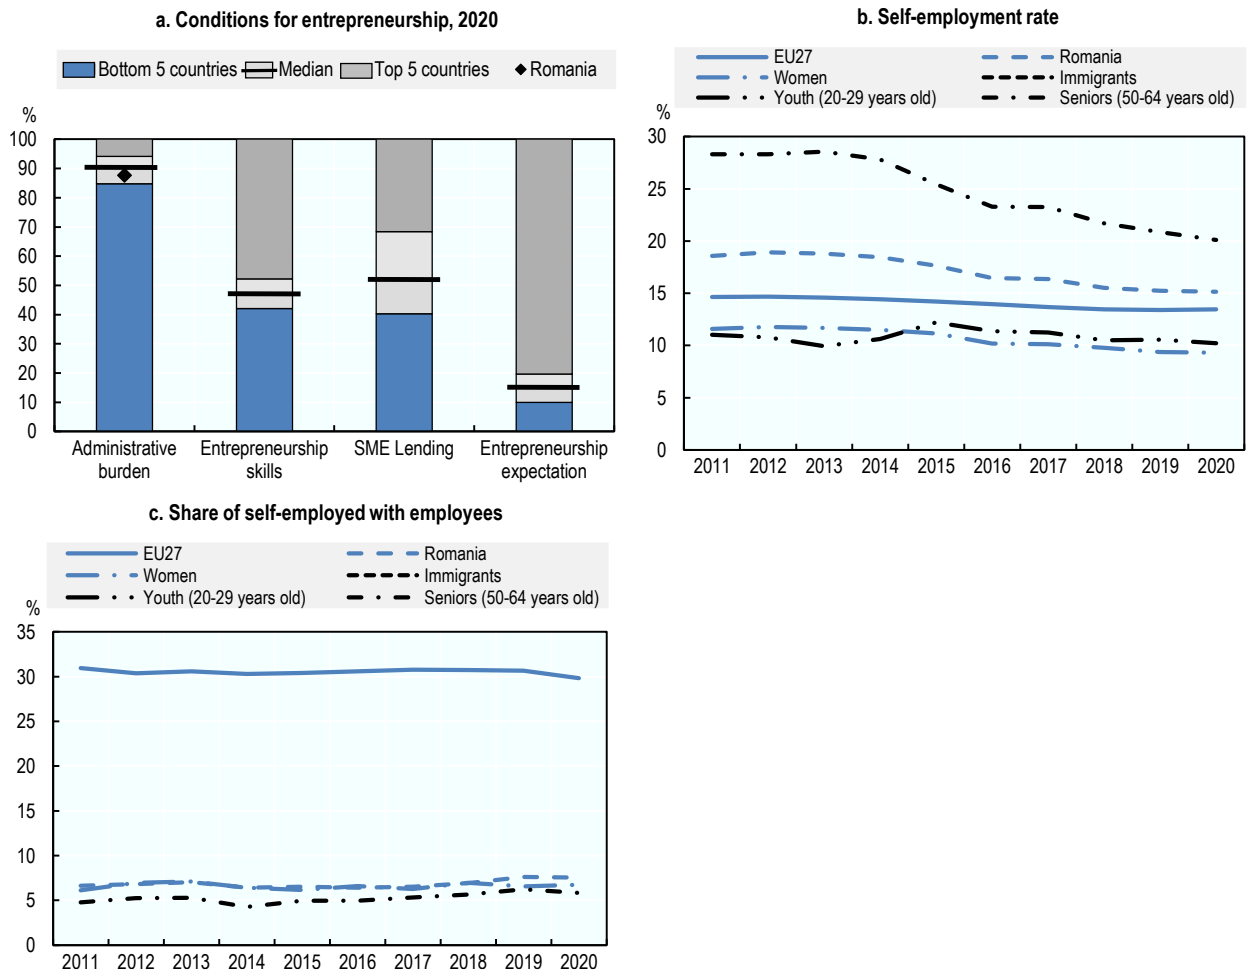 a. Conditions for entrepreneurship, 2020
Bottom 5 countries Median Top 5 countries Romania
%
100
90
80
70
60
50
40
30
20
10
0
Administrative burden
Entrepreneurship skills
SME Lending
Entrepreneurship expectation
b. Self-employment rate
EU27 Romania
Women Immigrants
Youth (20-29 years old) Seniors (50-64 years old)
%
30
25
20
15
10
5
0
2011 2012 2013 2014 2015 2016 2017 2018 2019 2020
c. Share of self-employed with employees
EU27 Romania
Women Immigrants
Youth (20-29 years old) Seniors (50-64 years old)
%
35
30
25
20
15
10
5
0
2011 2012 2013 2014 2015 2016 2017 2018 2019 2020